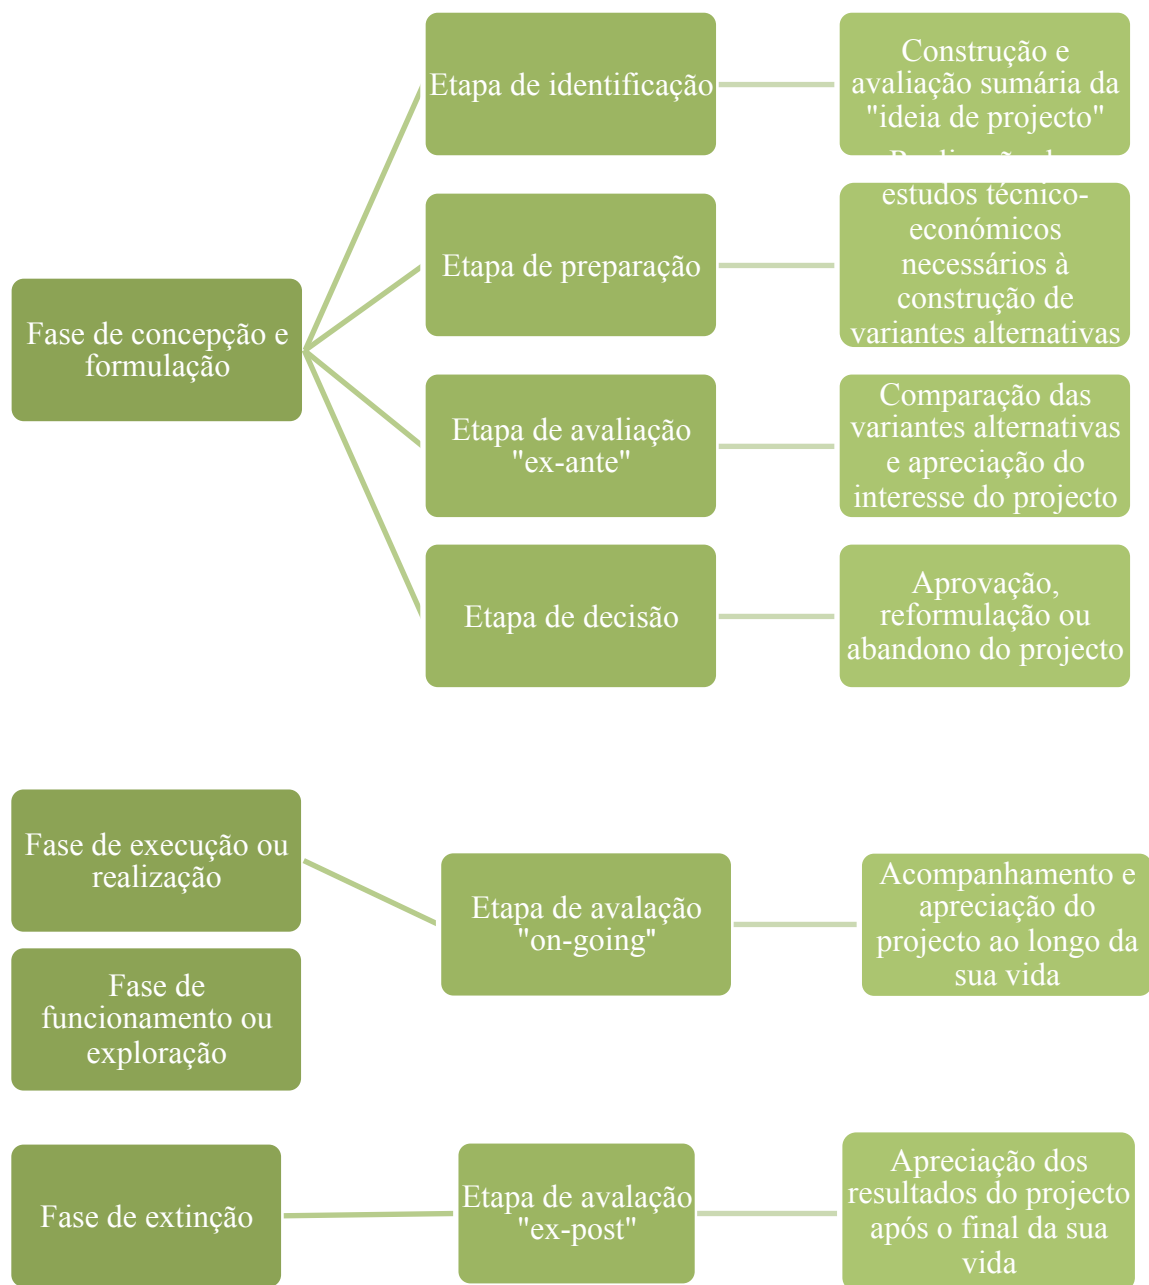 Fase de concepção e
formulação
Etapa de identificação
Construção e
avaliação sumária da
"ideia de projecto"
Etapa de preparação
estudos técnico-
económicos
necessários à
construção de
variantes alternativas
Etapa de avaliação
"ex-ante"
Comparação das
variantes alternativas
e apreciação do
interesse do projecto
Etapa de decisão
Aprovação,
reformulação ou
abandono do projecto
Fase de execução ou
realização
Fase de
funcionamento ou
exploração
Etapa de avalação
"on-going"
Acompanhamento e
apreciação do
projecto ao longo da
sua vida
Fase de extinção
Etapa de avalação
"ex-post"
Apreciação dos
resultados do projecto
após o final da sua
vida